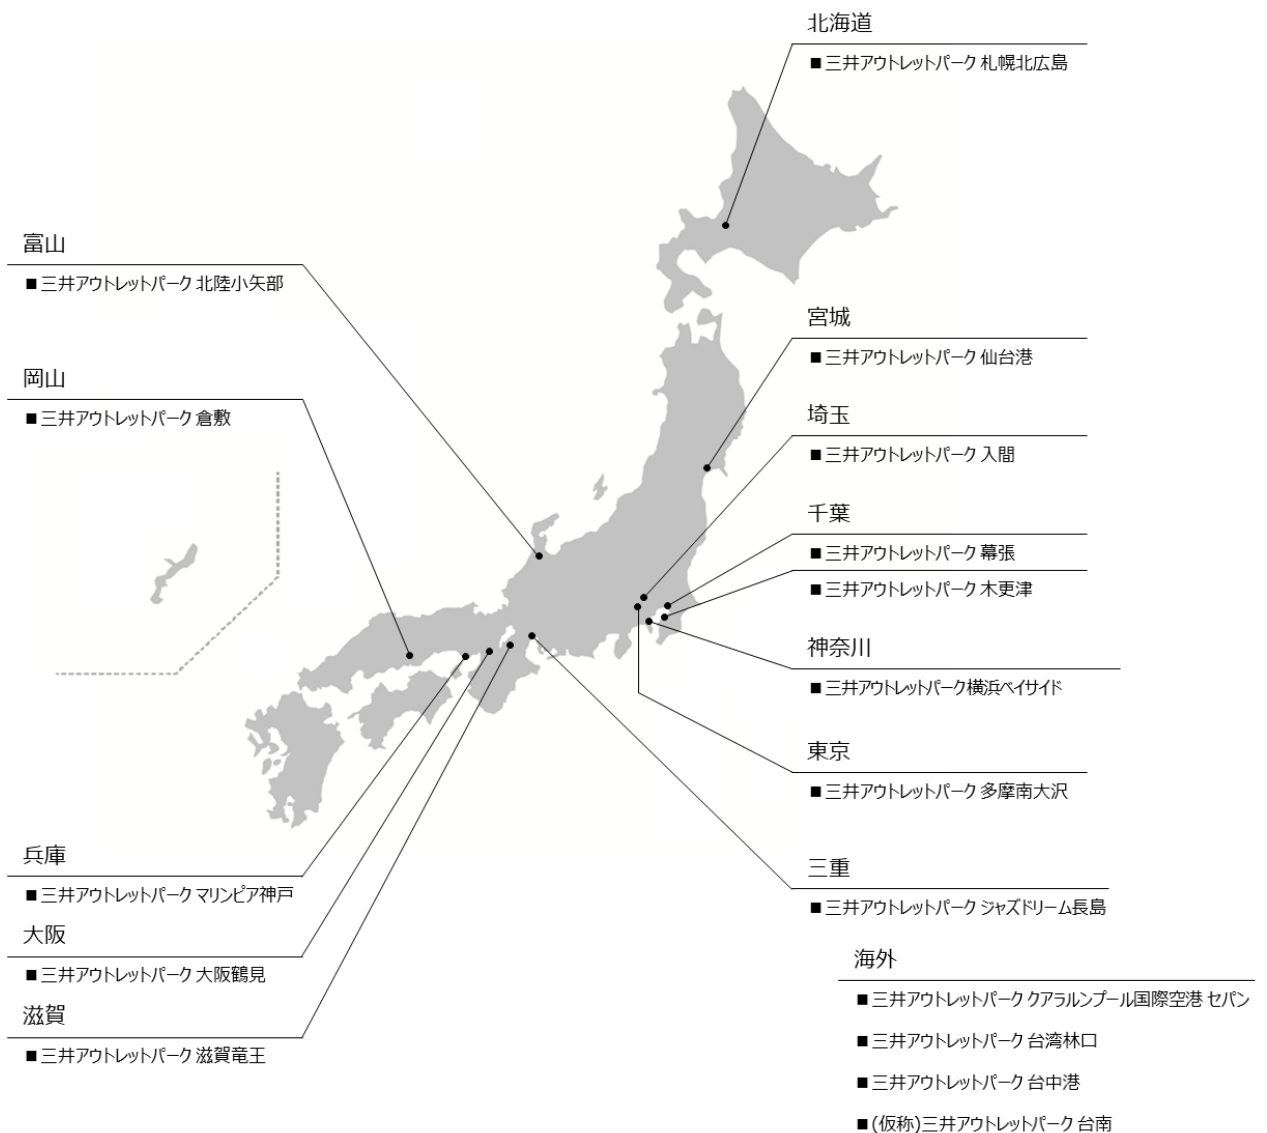 北海道
■三井アウトレットパーク 札幌北広島
富山
■三井アウトレットパーク 北陸小矢部
岡山
■三井アウトレットパーク 倉敷
宮城
■三井アウトレットパーク 仙台港
埼玉
■三井アウトレットパーク 入間
千葉
■三井アウトレットパーク 幕張
■三井アウトレットパーク 木更津
神奈川
■三井アウトレットパーク横浜ベイサイド
東京
■三井アウトレットパーク 多摩南大沢
三重
■三井アウトレットパーク ジャズドリーム長島
兵庫
■三井アウトレットパーク マリンピア神戸
大阪
■三井アウトレットパーク 大阪鶴見
滋賀
■三井アウトレットパーク 滋賀竜王
海外
■三井アウトレットパーク クアラルンプール国際空港 セパン
■三井アウトレットパーク 台湾林口
■三井アウトレットパーク 台中港
■(仮称)三井アウトレットパーク 台南